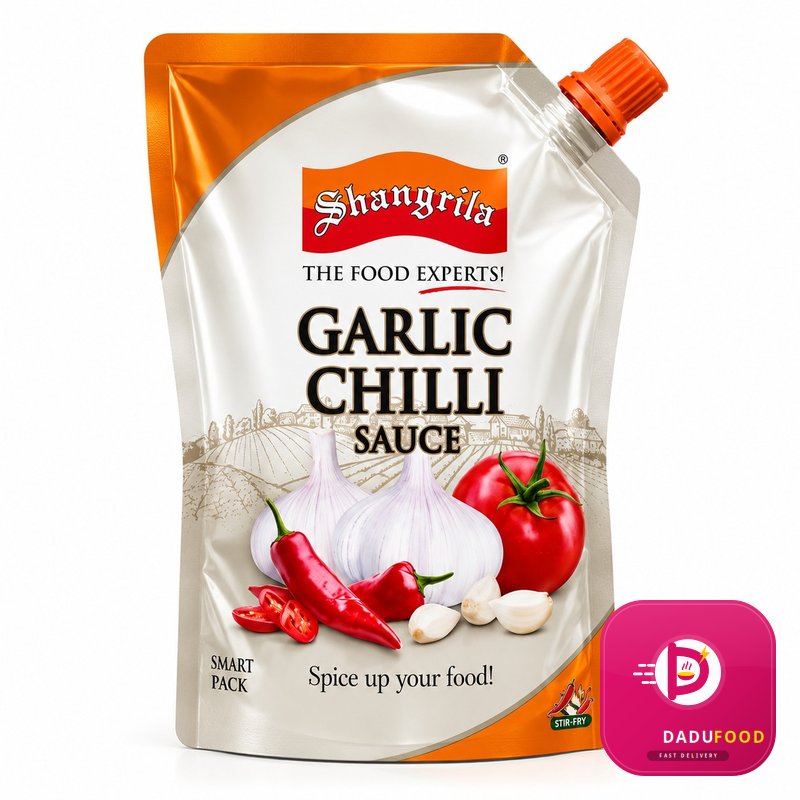 Shangrila ®
THE FOOD EXPERTS!
GARLIC
CHILLI
SAUCE
SMART
PACK
Spice up your food!
STIR-FRY
DADUFOOD
FAST DELIVERY